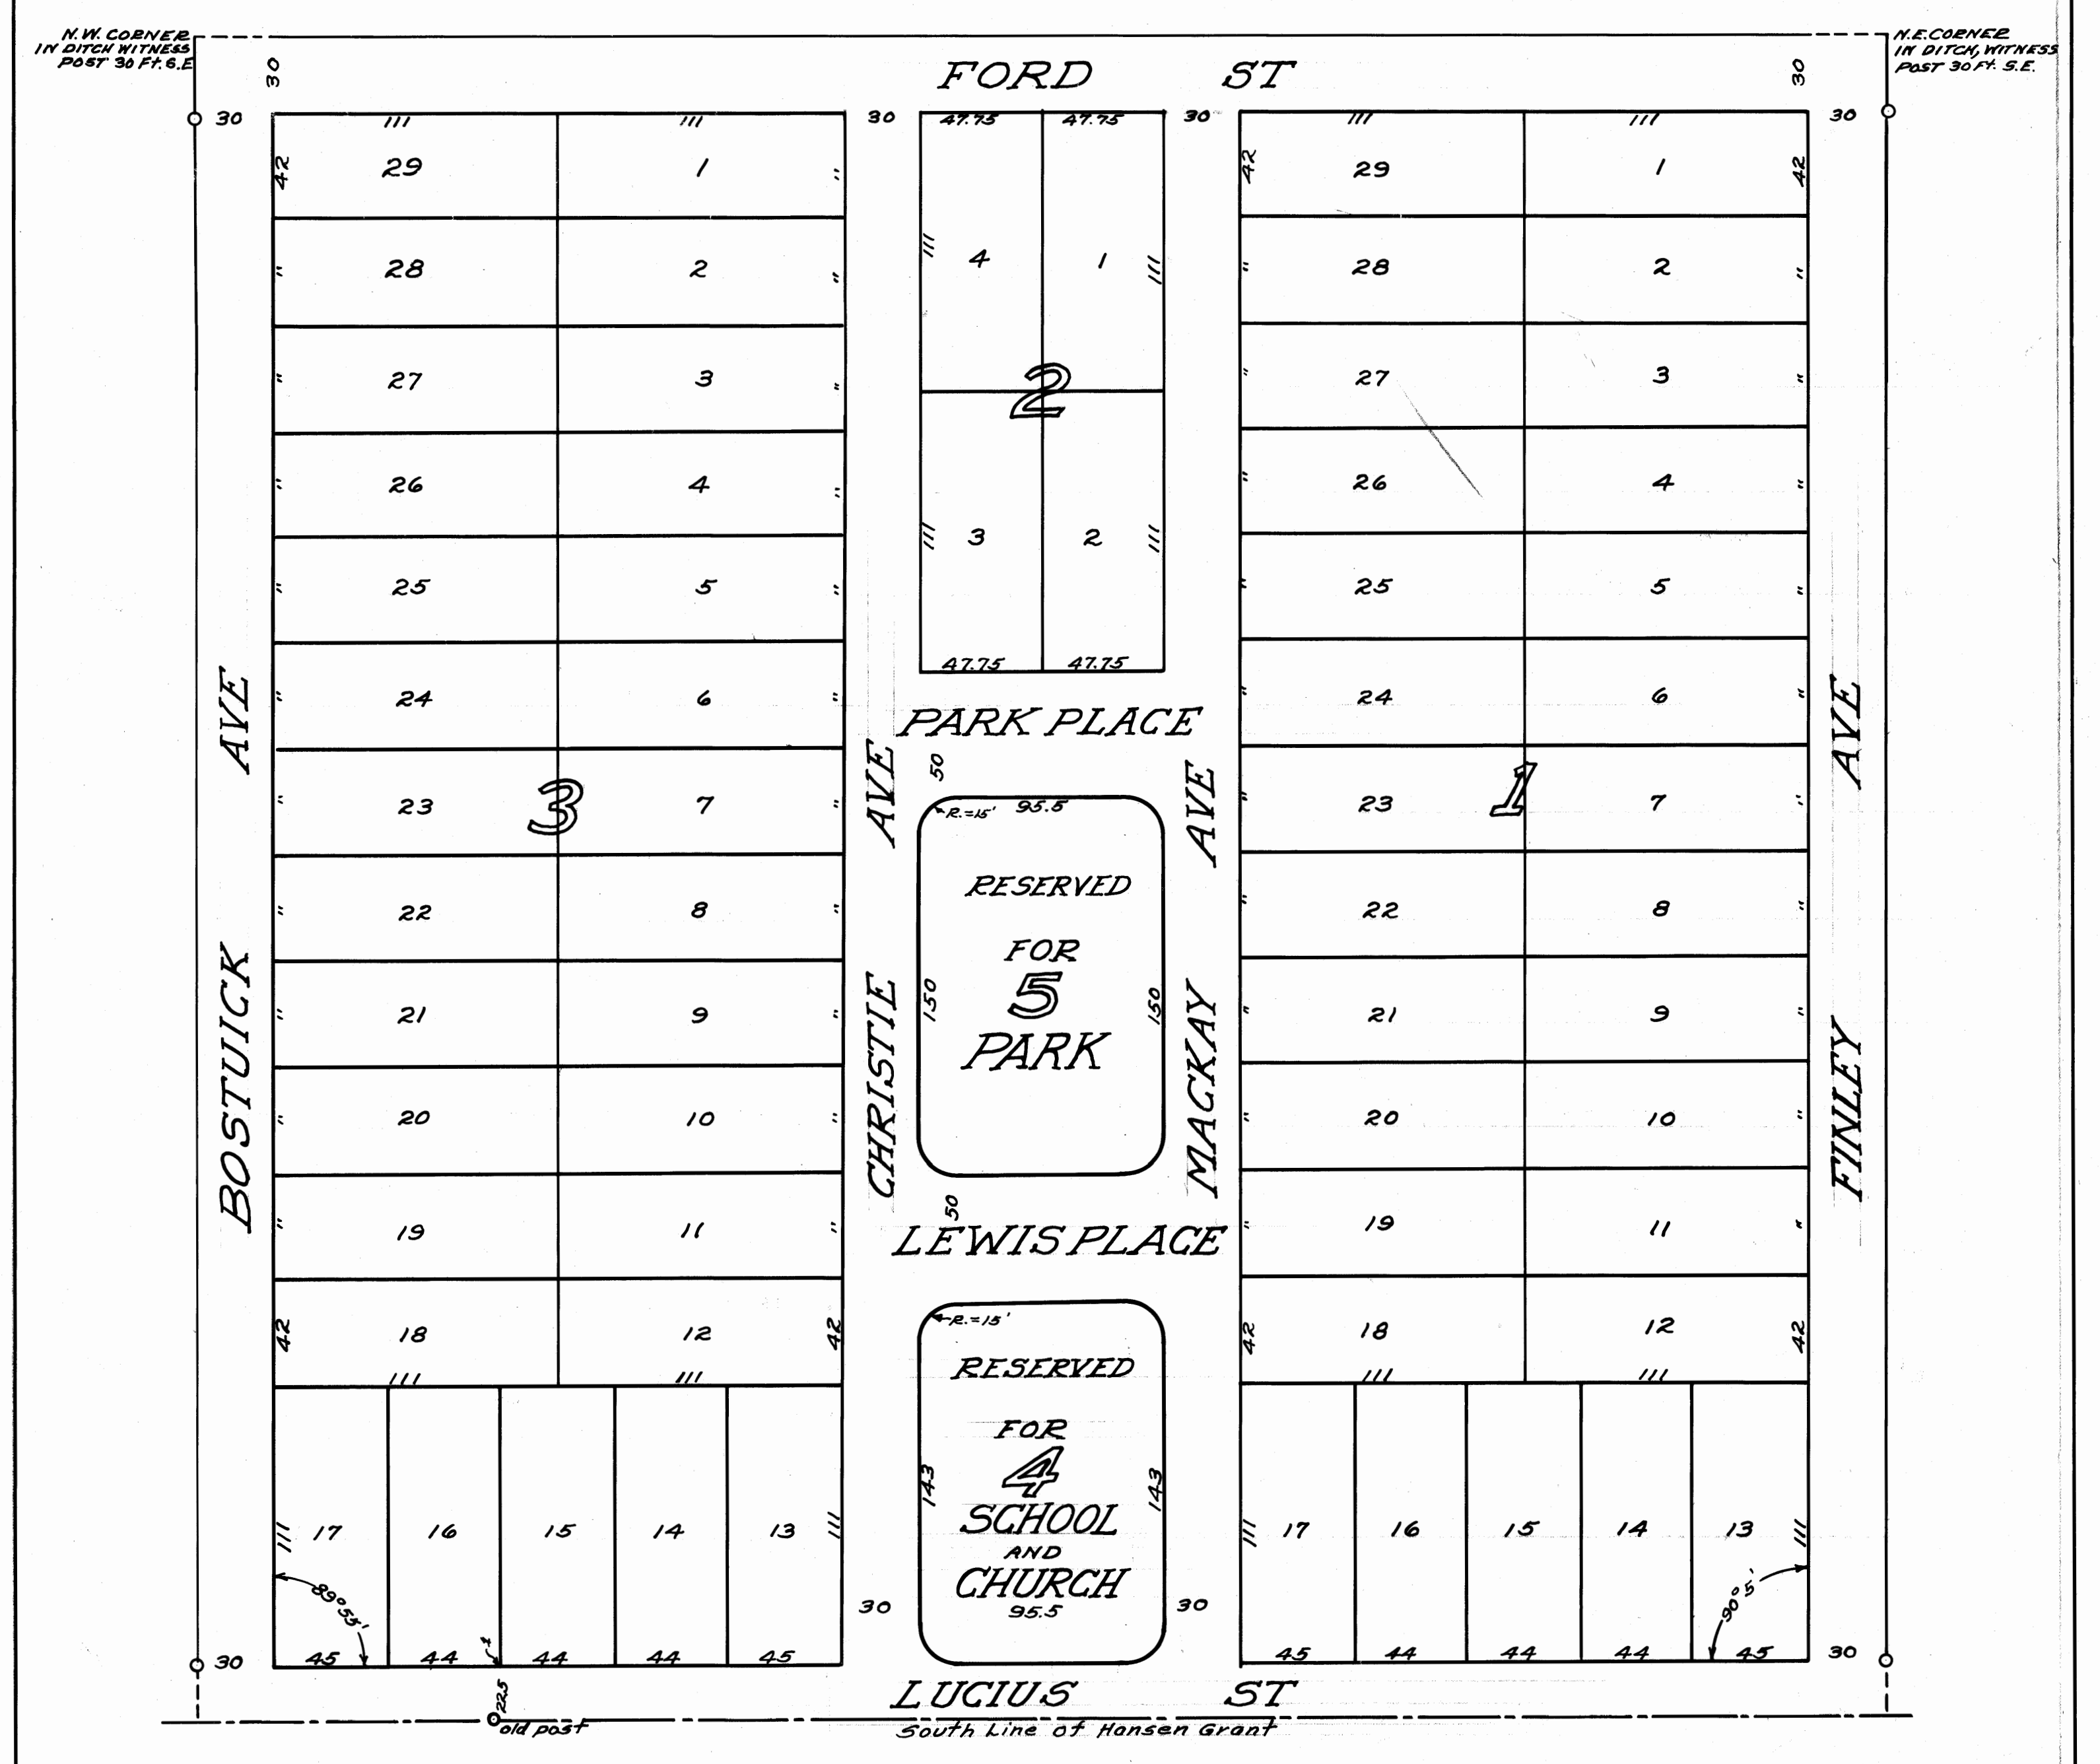 N.W. CORNER
IN DITCH WITNESS
POST 30 Ft. S.E
N.E. CORNER
IN DITCH, WITNESS
POST 30 Ft. S.E.
FORD ST
30 30
30 111 111 30 47.75 47.75 30 111 111 30
42 29 1 " 42 29 1 42
" 28 2 " 111 4 1 111 " 28 2 "
" 27 3 " " 27 3 "
2
" 26 4 " " 26 4 "
" 25 5 " 111 3 2 111 " 25 5 "
47.75 47.75
" 24 6 " " 24 6 "
PARK PLACE
50
" 23 3 7 " " 23 1 7 "
R.=15' 95.5
" 22 8 " " 22 8 "
RESERVED
FOR
5
PARK
150 150
" 21 9 " " 21 9 "
" 20 10 " " 20 10 "
BOSTUICK AVE
CHRISTIE AVE
MACKAY AVE
FINLEY AVE
50
" 19 11 " " 19 11 "
LEWIS PLACE
42 18 12 42 42 18 12 42
111 111 111 111
R.=15'
RESERVED
FOR
4
SCHOOL
AND
CHURCH
95.5
143 143
111 17 16 15 14 13 111 111 17 16 15 14 13 111
89°55' 90°5'
30 30
30 45 44 1 44 44 45 45 44 44 44 45 30
LUCIUS ST
22.5
old post
South Line of Hansen Grant